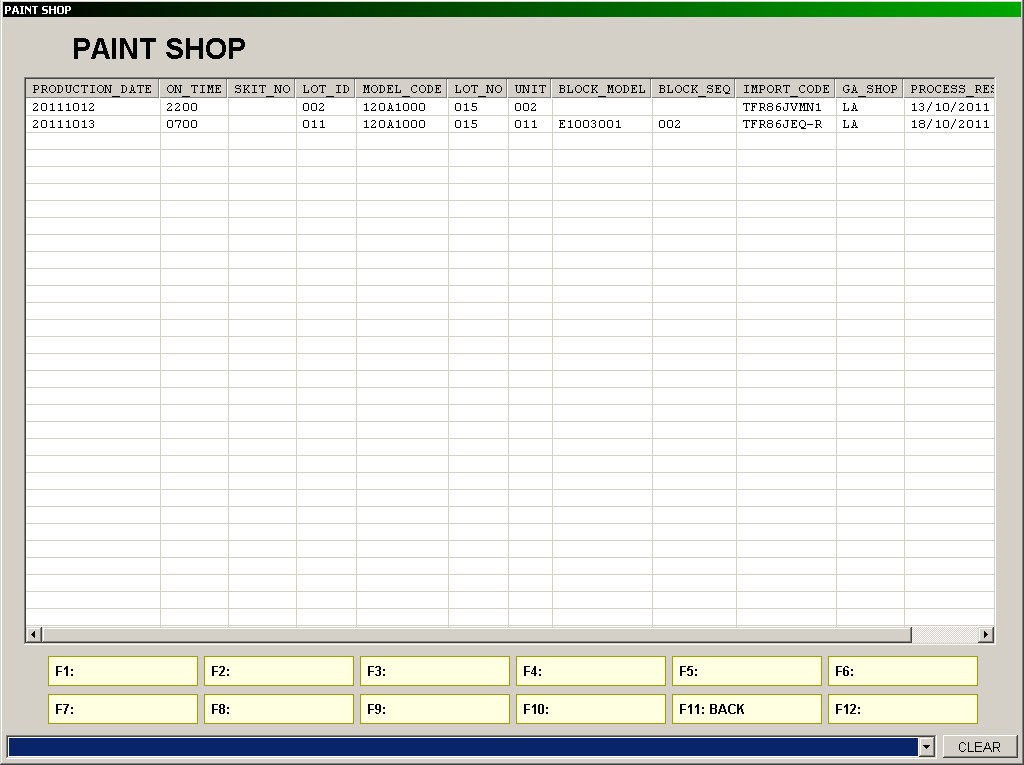 PAINT SHOP
PAINT SHOP
PRODUCTION_DATE ON_TIME SKIT_NO LOT_ID MODEL_CODE LOT_NO UNIT BLOCK_MODEL BLOCK_SEQ IMPORT_CODE GA_SHOP PROCESS_RES
20111012 2200 002 120A1000 015 002 TFR86JVMN1 LA 13/10/2011
20111013 0700 011 120A1000 015 011 E1003001 002 TFR86JEQ-R LA 18/10/2011
F1: F2: F3: F4: F5: F6:
F7: F8: F9: F10: F11: BACK F12:
CLEAR